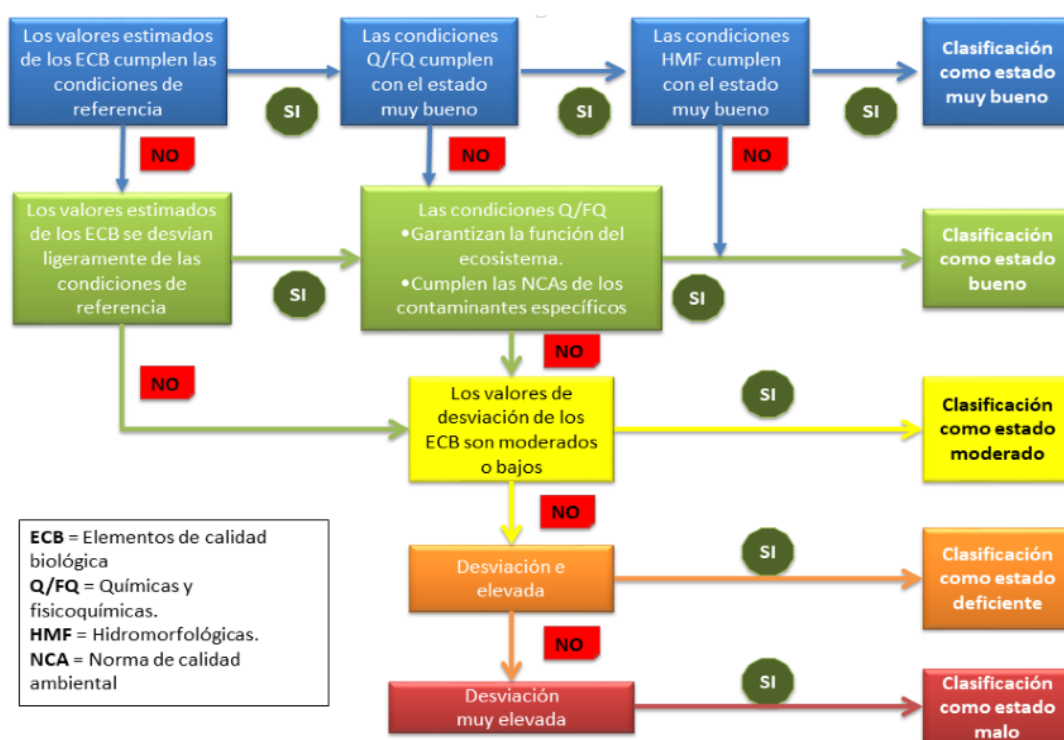 Los valores estimados
de los ECB cumplen las
condiciones de
referencia
SI
Las condiciones
Q/FQ cumplen
con el estado
muy bueno
SI
Las condiciones
HMF cumplen
con el estado
muy bueno
SI
Clasificación
como estado
muy bueno
NO
NO
NO
Los valores estimados
de los ECB se desvían
ligeramente de las
condiciones de
referencia
SI
Las condiciones Q/FQ
•Garantizan la función del
ecosistema.
•Cumplen las NCAs de los
contaminantes específicos
SI
Clasificación
como estado
bueno
NO
NO
Los valores de
desviación de los
ECB son moderados
o bajos
SI
Clasificación
como estado
moderado
NO
Desviación e
elevada
SI
Clasificación
como estado
deficiente
NO
Desviación
muy elevada
SI
Clasificación
como estado
malo
ECB = Elementos de calidad
biológica
Q/FQ = Químicas y
fisicoquímicas.
HMF = Hidromorfológicas.
NCA = Norma de calidad
ambiental